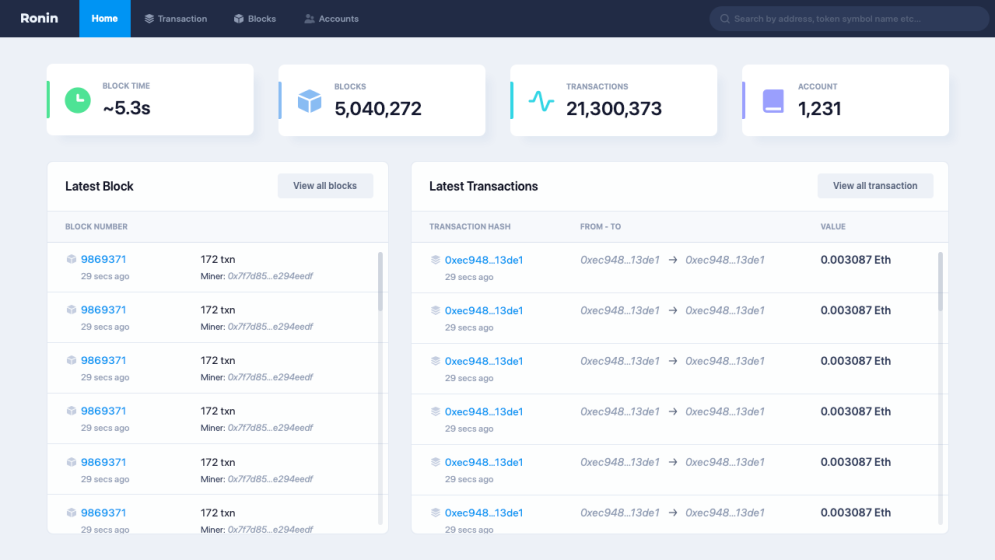 Ronin
Home
Transaction
Blocks
Accounts
Search by address, token symbol name etc...
BLOCK TIME
~5.3s
BLOCKS
5,040,272
TRANSACTIONS
21,300,373
ACCOUNT
1,231
Latest Block
View all blocks
BLOCK NUMBER
9869371 172 txn
29 secs ago Miner: 0x7f7d85...e294eedf
9869371 172 txn
29 secs ago Miner: 0x7f7d85...e294eedf
9869371 172 txn
29 secs ago Miner: 0x7f7d85...e294eedf
9869371 172 txn
29 secs ago Miner: 0x7f7d85...e294eedf
9869371 172 txn
29 secs ago Miner: 0x7f7d85...e294eedf
9869371 172 txn
29 secs ago Miner: 0x7f7d85...e294eedf
Latest Transactions
View all transaction
TRANSACTION HASH FROM - TO VALUE
0xec948...13de1 0xec948...13de1 → 0xec948...13de1 0.003087 Eth
29 secs ago
0xec948...13de1 0xec948...13de1 → 0xec948...13de1 0.003087 Eth
29 secs ago
0xec948...13de1 0xec948...13de1 → 0xec948...13de1 0.003087 Eth
29 secs ago
0xec948...13de1 0xec948...13de1 → 0xec948...13de1 0.003087 Eth
29 secs ago
0xec948...13de1 0xec948...13de1 → 0xec948...13de1 0.003087 Eth
29 secs ago
0xec948...13de1 0xec948...13de1 → 0xec948...13de1 0.003087 Eth
29 secs ago